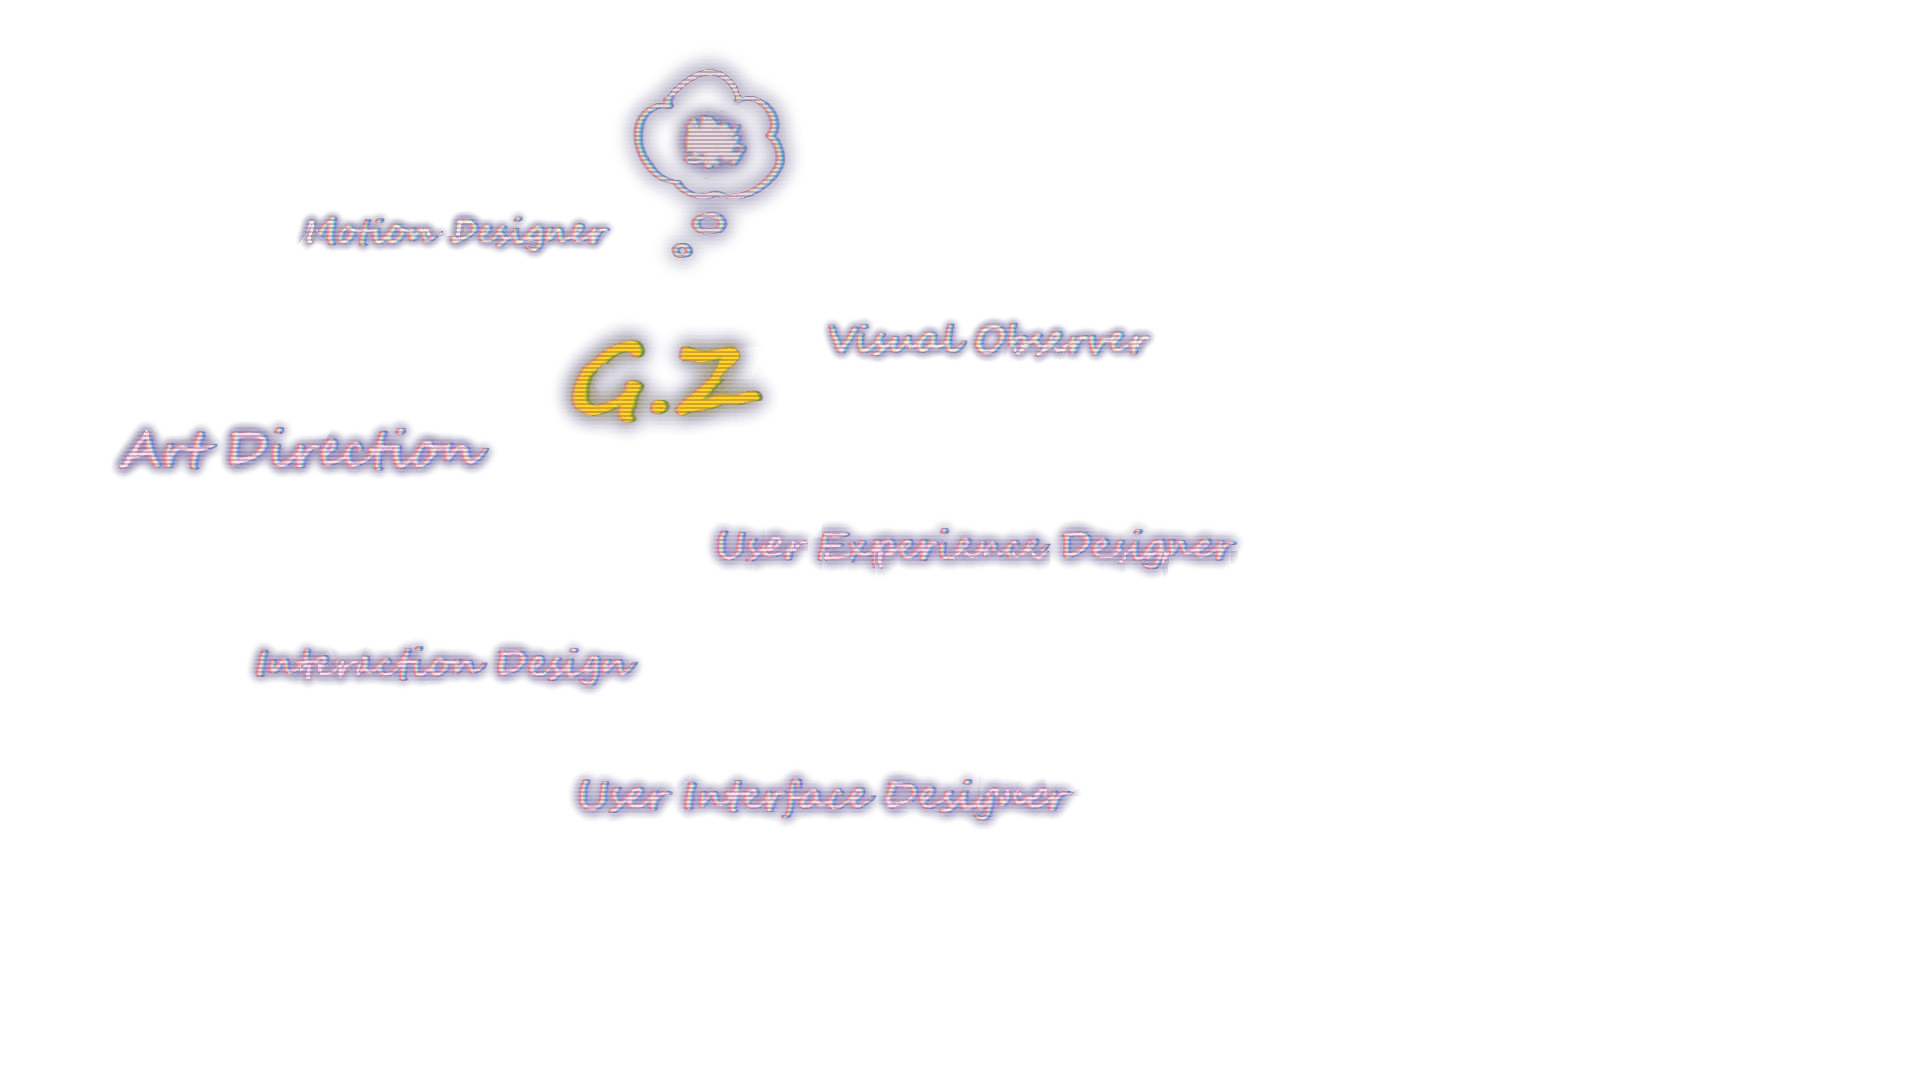 Motion Designer
Visual Observer
G.Z
Art Direction
User Experience Designer
Interaction Design
User Interface Designer